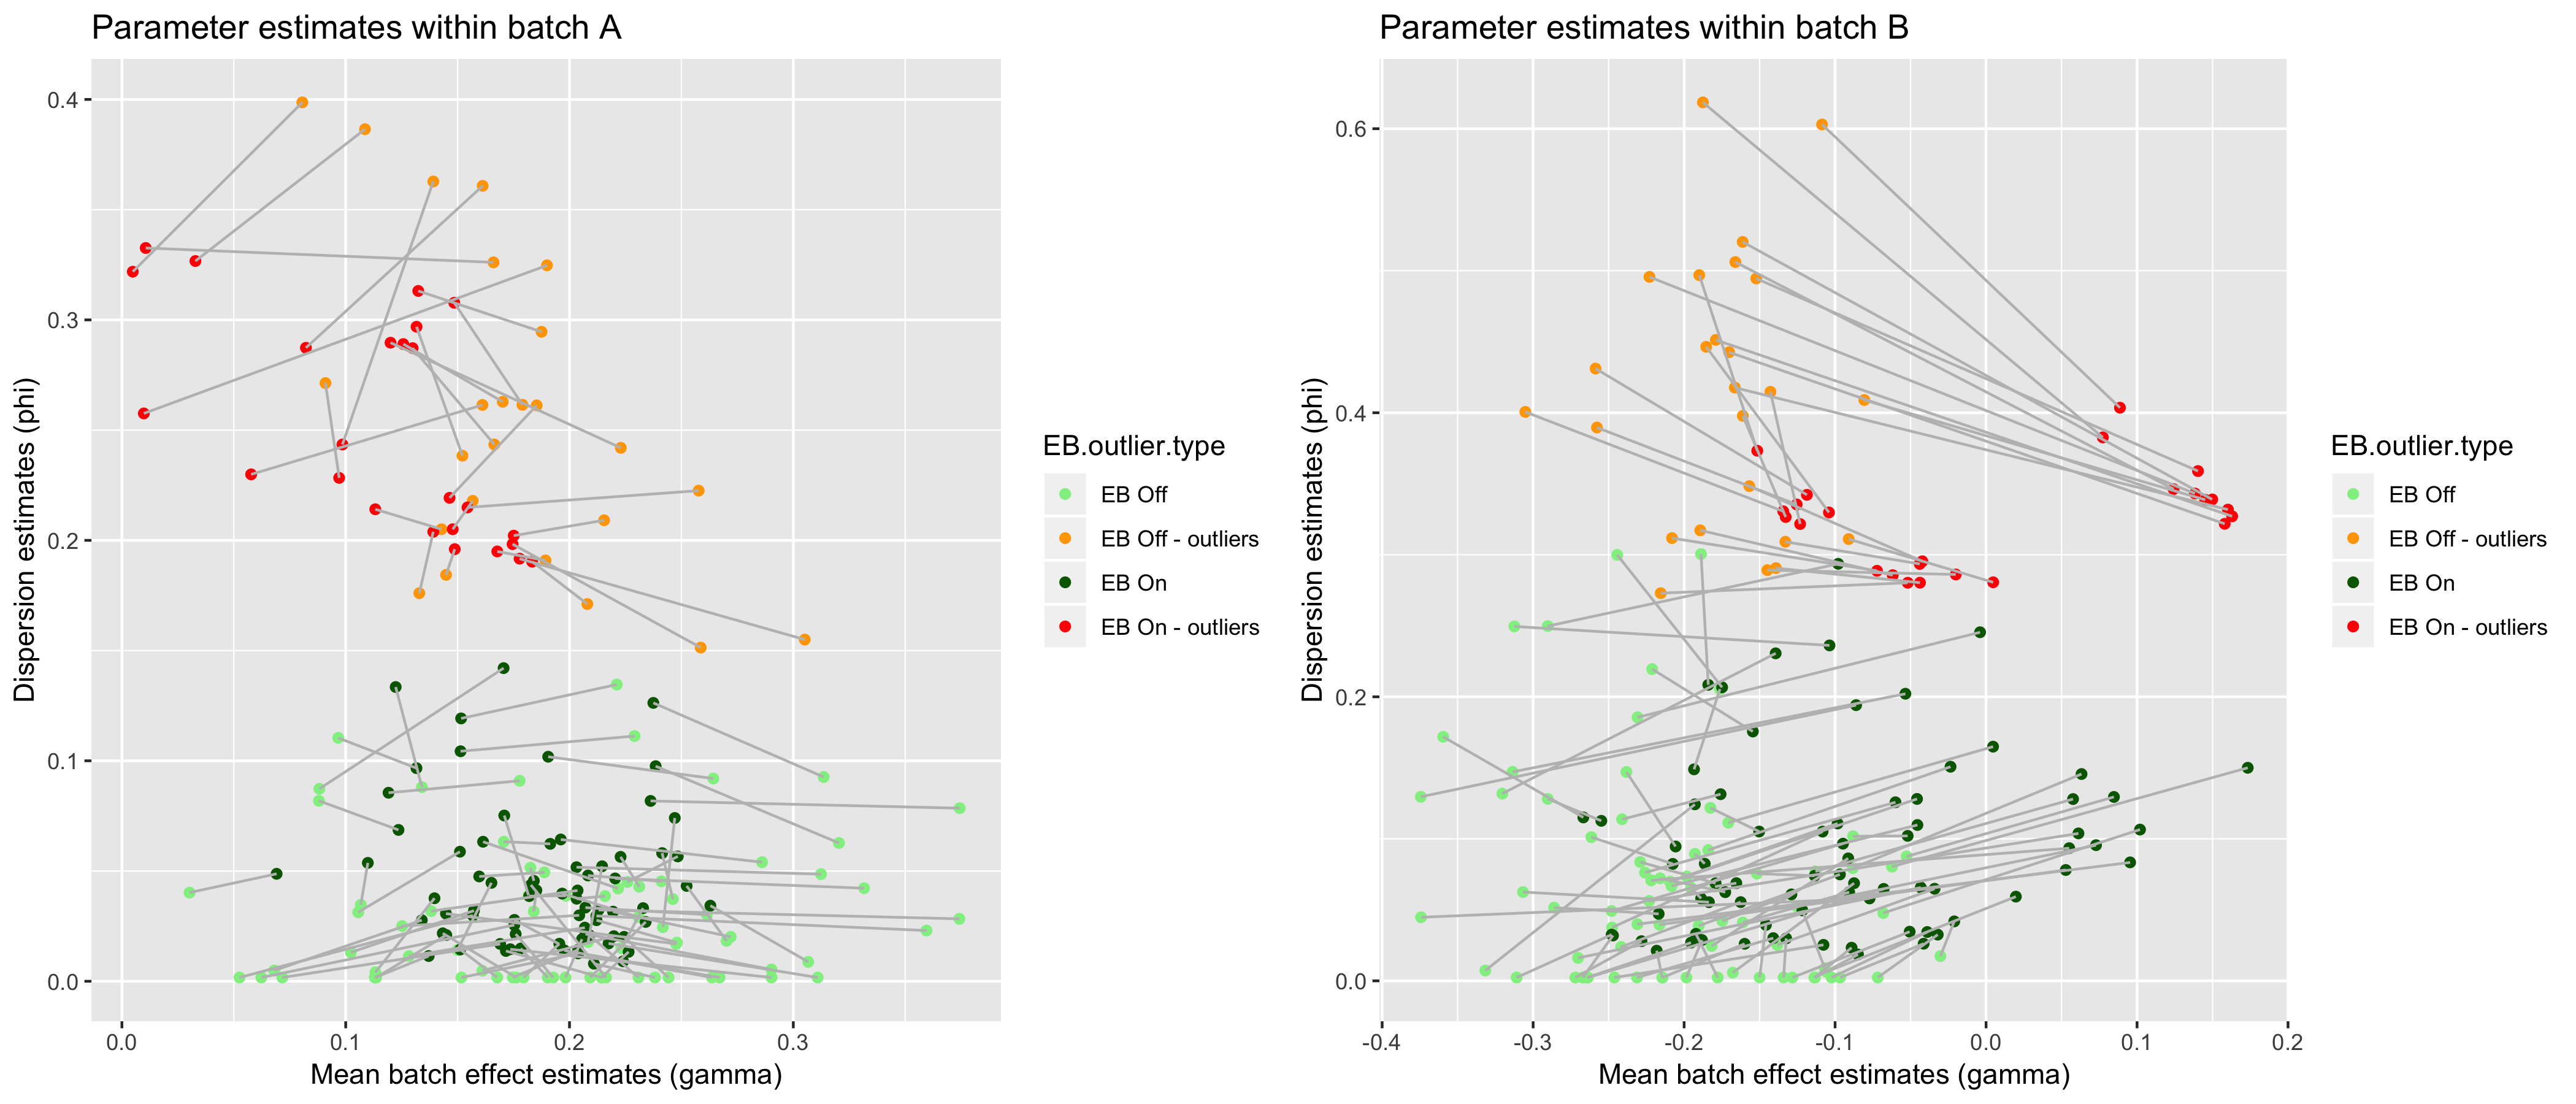 Parameter estimates within batch A
Dispersion estimates (phi)
0.4
0.3
0.2
0.1
0.0
0.0 0.1 0.2 0.3
Mean batch effect estimates (gamma)
EB.outlier.type
EB Off
EB Off - outliers
EB On
EB On - outliers
Parameter estimates within batch B
Dispersion estimates (phi)
0.6
0.4
0.2
0.0
-0.4 -0.3 -0.2 -0.1 0.0 0.1 0.2
Mean batch effect estimates (gamma)
EB.outlier.type
EB Off
EB Off - outliers
EB On
EB On - outliers